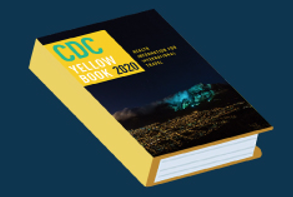 CDC
YELLOW
BOOK 2020
HEALTH
INFORMATION FOR
INTERNATIONAL
TRAVEL